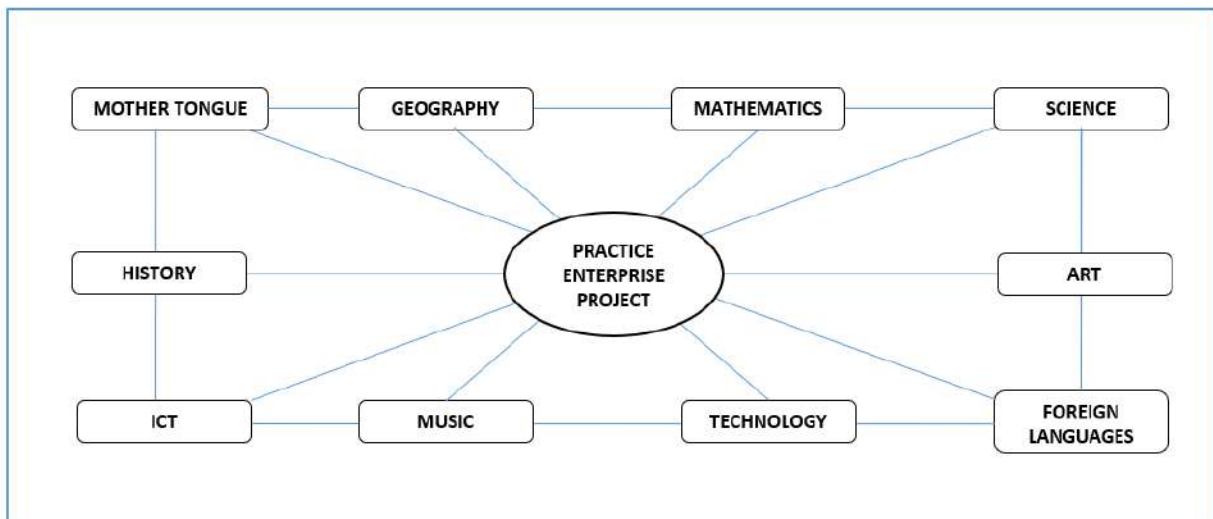 MOTHER TONGUE
GEOGRAPHY
MATHEMATICS
SCIENCE
PRACTICE
ENTERPRISE
PROJECT
HISTORY
ART
ICT
MUSIC
TECHNOLOGY
FOREIGN
LANGUAGES